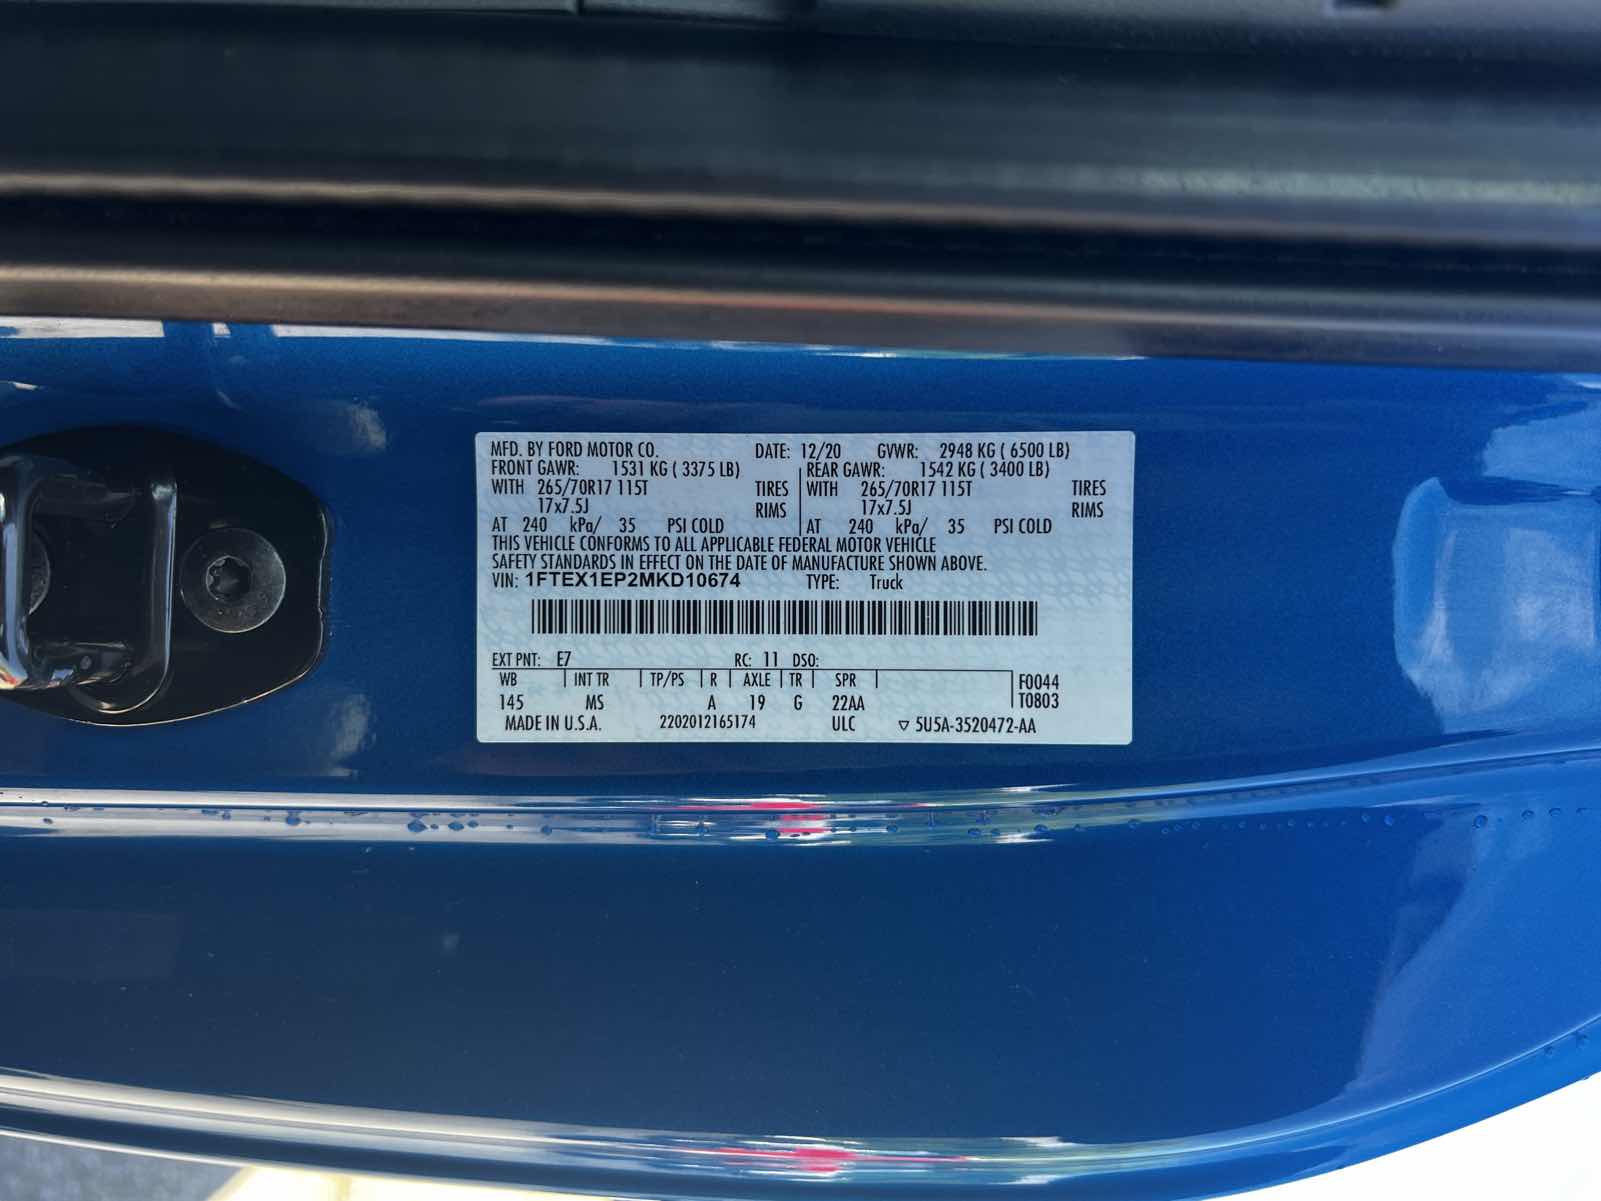 MFD. BY FORD MOTOR CO. DATE: 12/20 GVWR: 2948 KG ( 6500 LB)
FRONT GAWR: 1531 KG ( 3375 LB) REAR GAWR: 1542 KG ( 3400 LB)
WITH 265/70R17 115T TIRES WITH 265/70R17 115T TIRES
17x7.5J RIMS 17x7.5J RIMS
AT 240 kPa/ 35 PSI COLD AT 240 kPa/ 35 PSI COLD
THIS VEHICLE CONFORMS TO ALL APPLICABLE FEDERAL MOTOR VEHICLE
SAFETY STANDARDS IN EFFECT ON THE DATE OF MANUFACTURE SHOWN ABOVE.
VIN: 1FTEX1EP2MKD10674 TYPE: Truck
EXT PNT: E7 RC: 11 DSO:
WB INT TR TP/PS R AXLE TR SPR F0044
145 MS A 19 G 22AA T0803
MADE IN U.S.A. 2202012165174 ULC ▽ 5U5A-3520472-AA